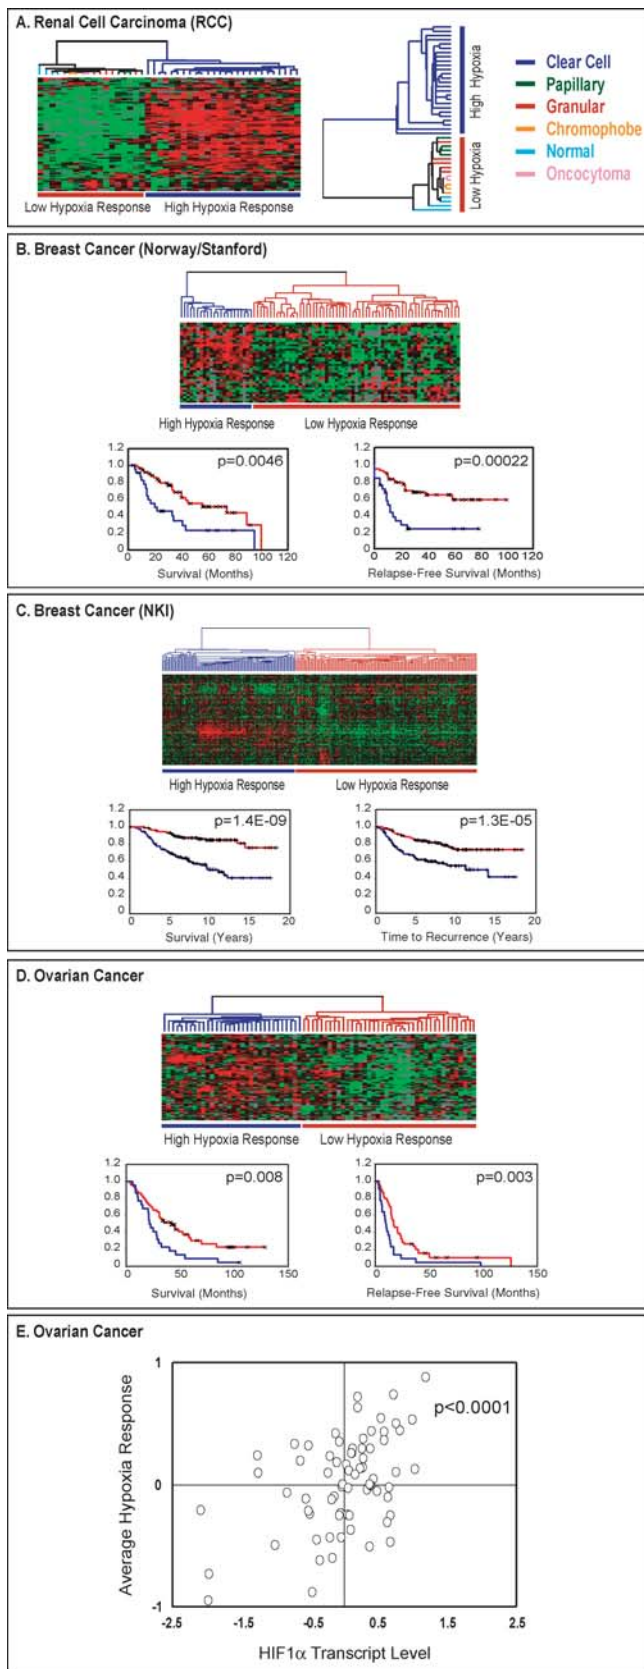 A. Renal Cell Carcinoma (RCC)
Low Hypoxia Response
High Hypoxia Response
High Hypoxia
Low Hypoxia
Clear Cell
Papillary
Granular
Chromophobe
Normal
Oncocytoma
B. Breast Cancer (Norway/Stanford)
High Hypoxia Response
Low Hypoxia Response
1.2
1.0
0.8
0.6
0.4
0.2
0
p=0.0046
0 20 40 60 80 100 120
Survival (Months)
1.2
1.0
0.8
0.6
0.4
0.2
0
p=0.00022
0 20 40 60 80 100 120
Relapse-Free Survival (Months)
C. Breast Cancer (NKI)
High Hypoxia Response
Low Hypoxia Response
1.2
1.0
0.8
0.6
0.4
0.2
0
p=1.4E-09
0 5 10 15 20
Survival (Years)
1.2
1.0
0.8
0.6
0.4
0.2
0
p=1.3E-05
0 5 10 15 20
Time to Recurrence (Years)
D. Ovarian Cancer
High Hypoxia Response
Low Hypoxia Response
1.2
1.0
0.8
0.6
0.4
0.2
0
p=0.008
0 50 100 150
Survival (Months)
1.2
1.0
0.8
0.6
0.4
0.2
0
p=0.003
0 50 100 150
Relapse-Free Survival (Months)
E. Ovarian Cancer
Average Hypoxia Response
1
0
-1
p<0.0001
-2.5 -1.5 -0.5 0.5 1.5 2.5
HIF1α Transcript Level